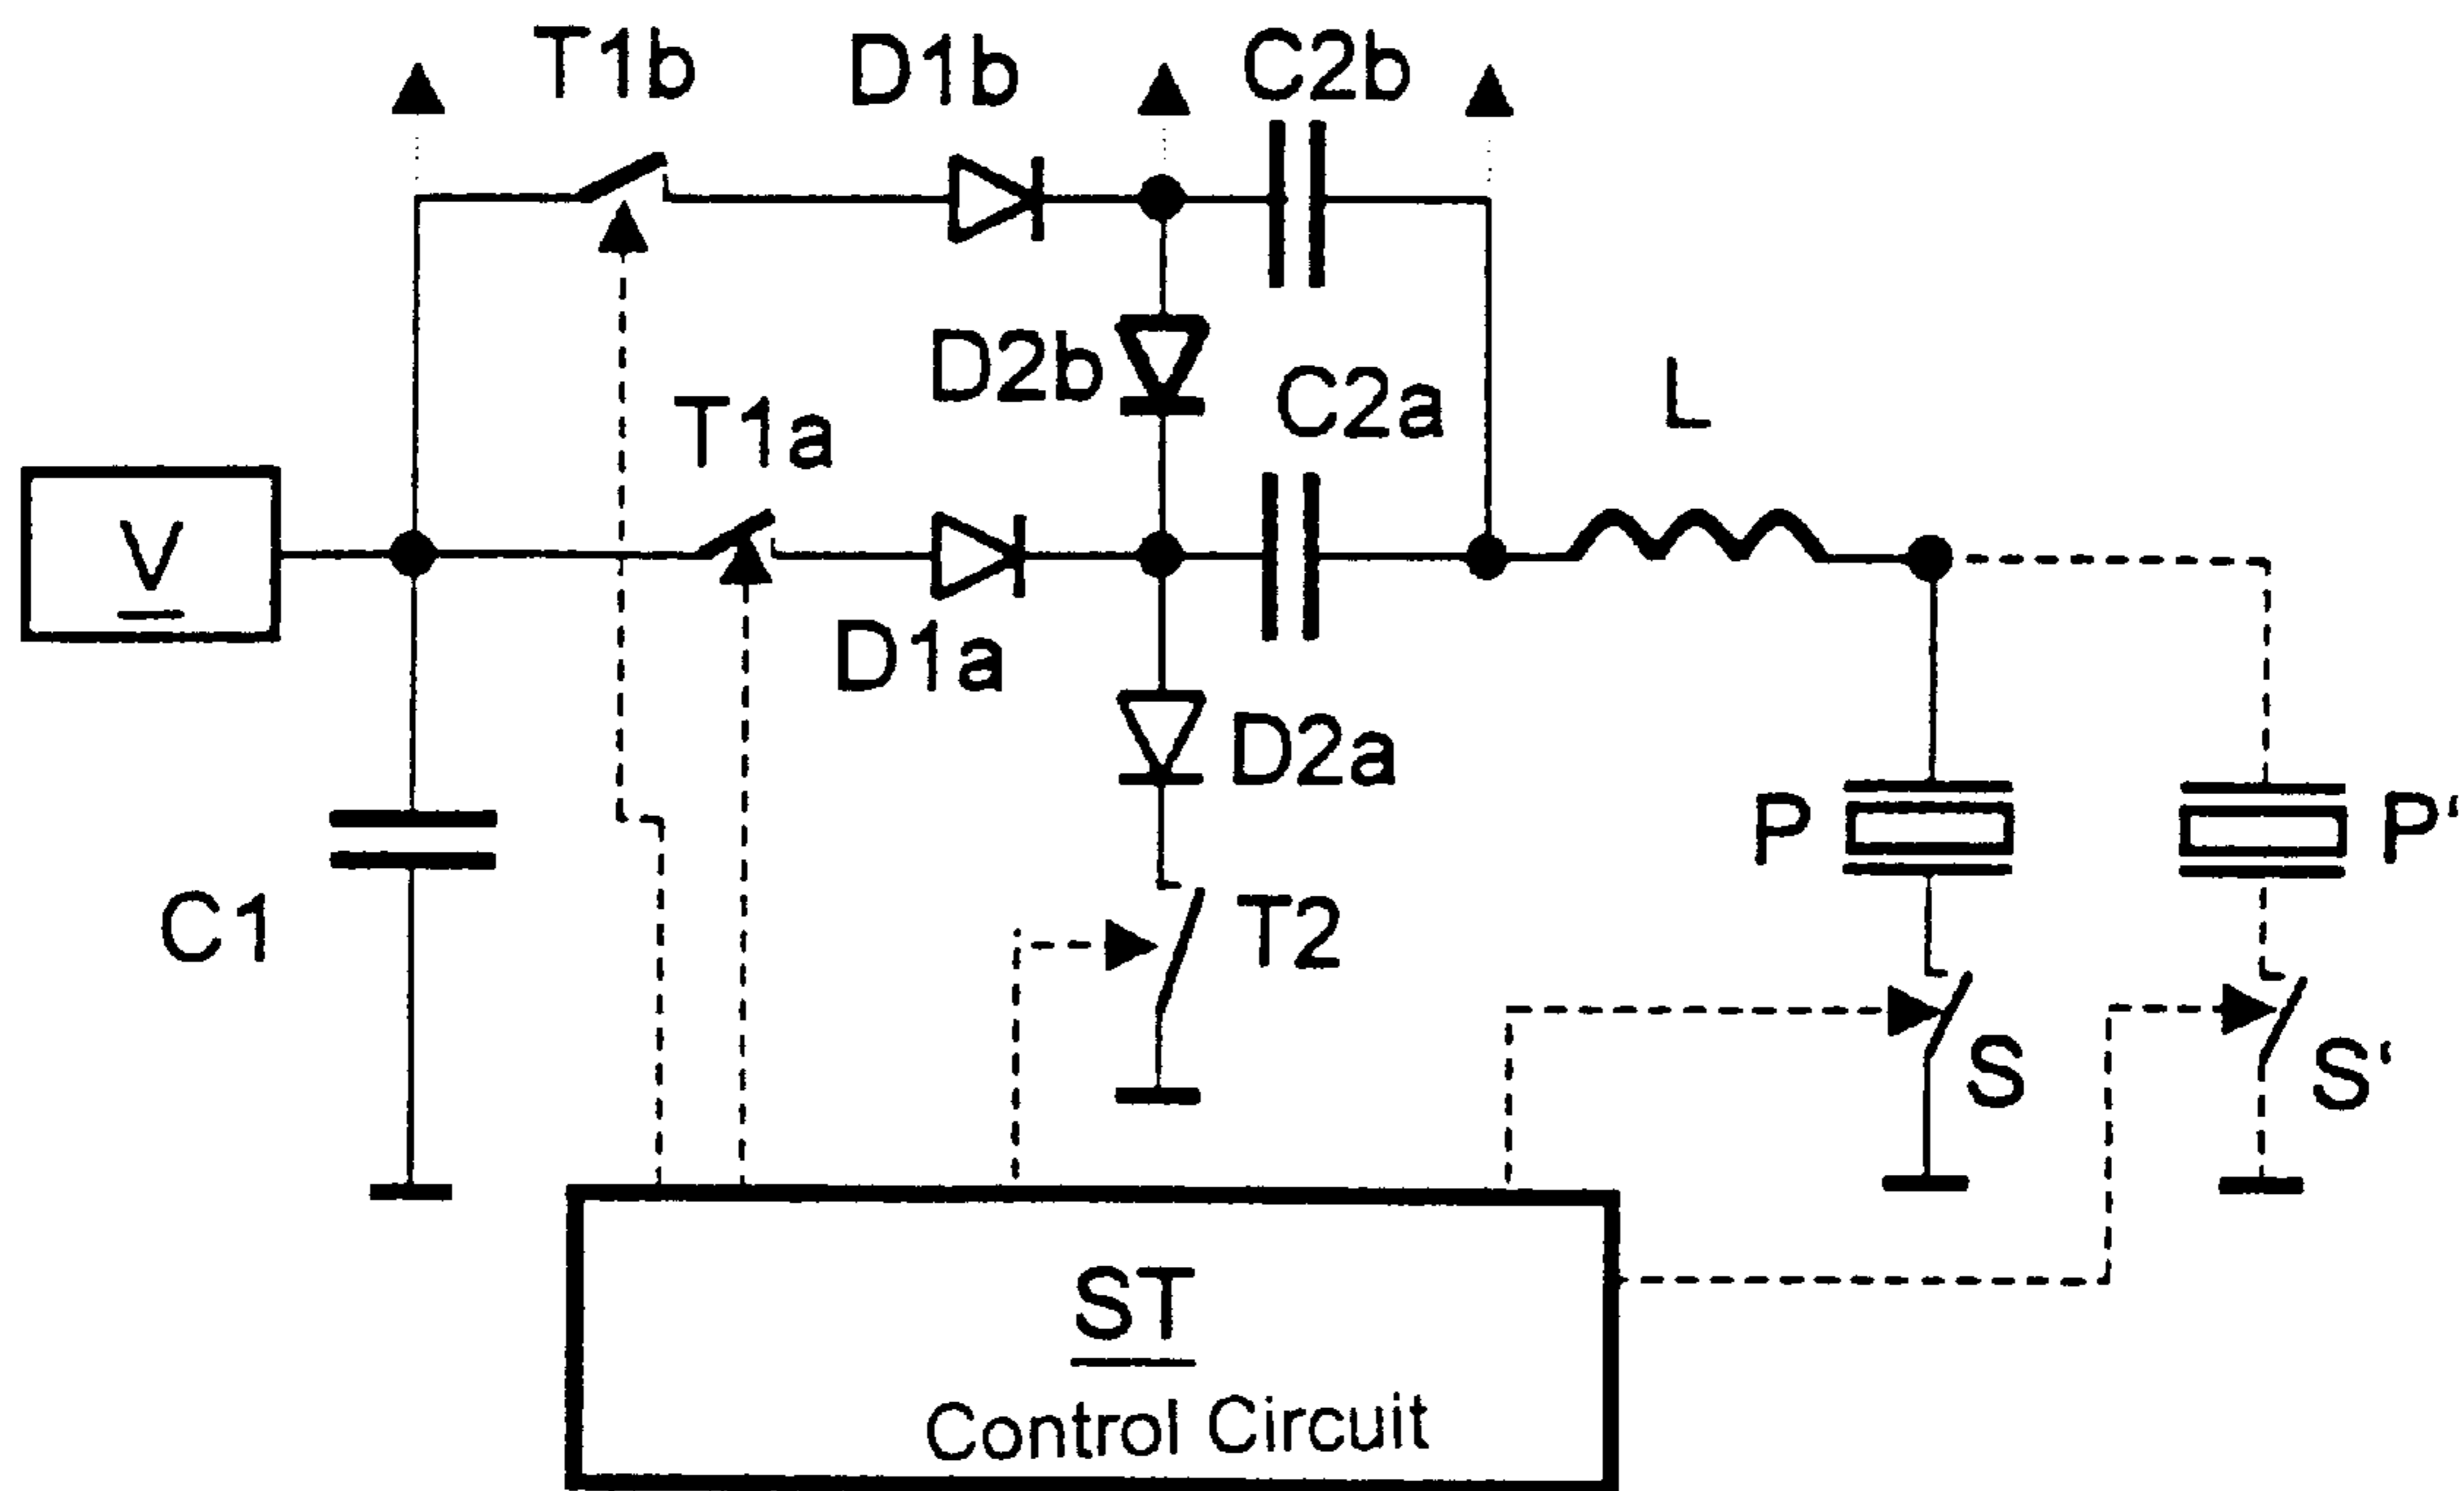 T1b
D1b
C2b
D2b
C2a
L
T1a
V
D1a
D2a
P
P‘
C1
T2
S
S‘
ST
Control Circuit